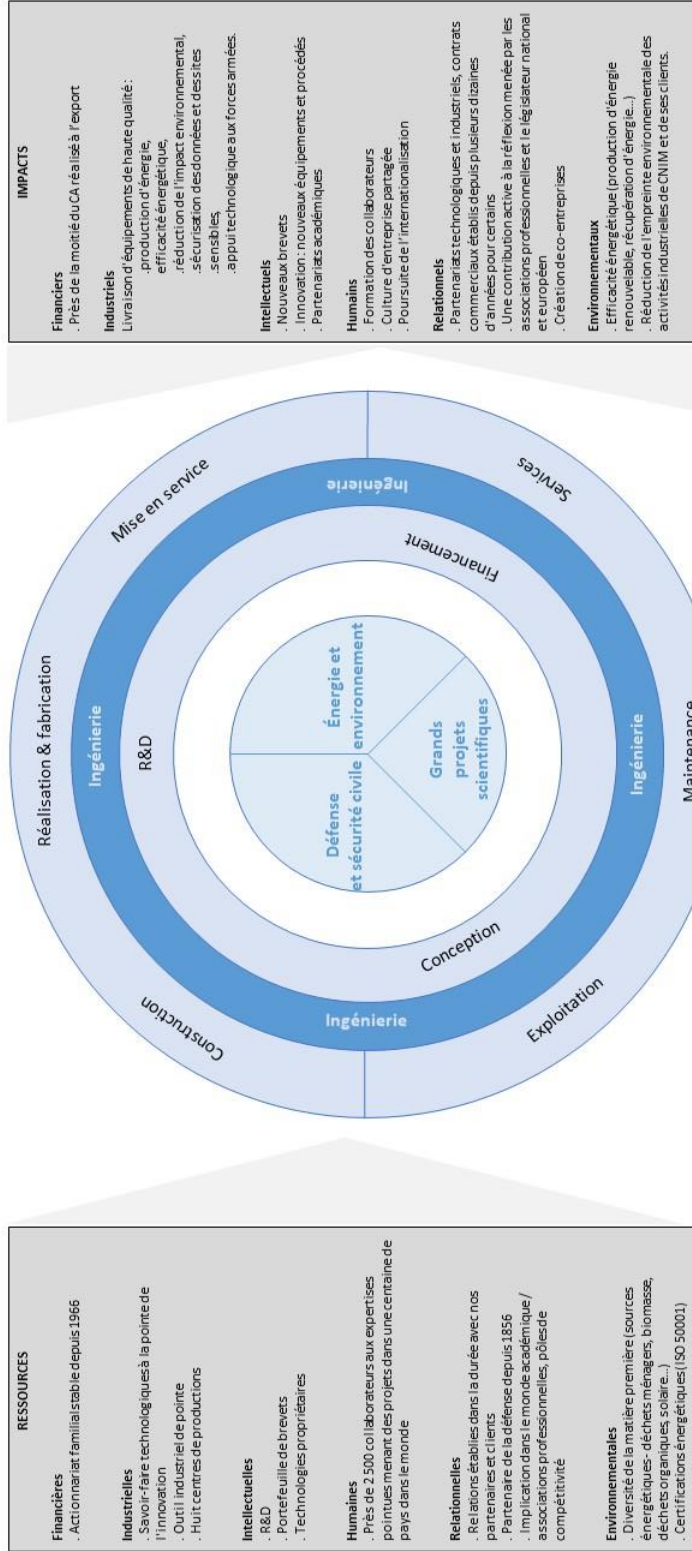 RESSOURCES
Financières
. Actionnariat familial stable depuis 1966
Industrielles
. Savoir-faire technologiques à la pointe de
l'innovation
. Outil industriel de pointe
. Huit centres de productions
Intellectuelles
. R&D
. Portefeuille de brevets
. Technologies propriétaires
Humaines
. Près de 2 500 collaborateurs aux expertises
pointues menant des projets dans une centaine de
pays dans le monde
Relationnelles
. Relations établies dans la durée avec nos
partenaires et clients
. Partenaire de la défense depuis 1856
. Implication dans le monde académique /
associations professionnelles, pôles de
compétitivité
Environnementales
. Diversité de la matière première (sources
énergétiques - déchets ménagers, biomasse,
déchets organiques, solaire...)
. Certifications énergétiques (ISO 50001)
Réalisation & fabrication
Construction
Mise en service
Ingénierie
R&D
Ingénierie
Ingénierie
Défense
et sécurité civile
Énergie et
environnement
Grands
projets
scientifiques
Conception
Financement
Ingénierie
Exploitation
Services
Maintenance
IMPACTS
Financiers
. Près de la moitié du CA réalisé à l'export
Industriels
Livraison d'équipements de haute qualité :
.production d'énergie,
efficacité énergétique,
.réduction de l'impact environnemental,
.sécurisation des données et des sites
sensibles,
.appui technologique aux forces armées.
Intellectuels
. Nouveaux brevets
. Innovation : nouveaux équipements et procédés
. Partenariats académiques
Humains
. Formation des collaborateurs
. Culture d'entreprise partagée
. Poursuite de l'internationalisation
Relationnels
. Partenariats technologiques et industriels, contrats
commerciaux établis depuis plusieurs dizaines
d'années pour certains
. Une contribution active à la réflexion menée par les
associations professionnelles et le législateur national
et européen
. Création de co-entreprises
Environnementaux
. Efficacité énergétique (production d'énergie
renouvelable, récupération d'énergie...)
. Réduction de l'empreinte environnementale des
activités industrielles de CNIM et de ses clients.